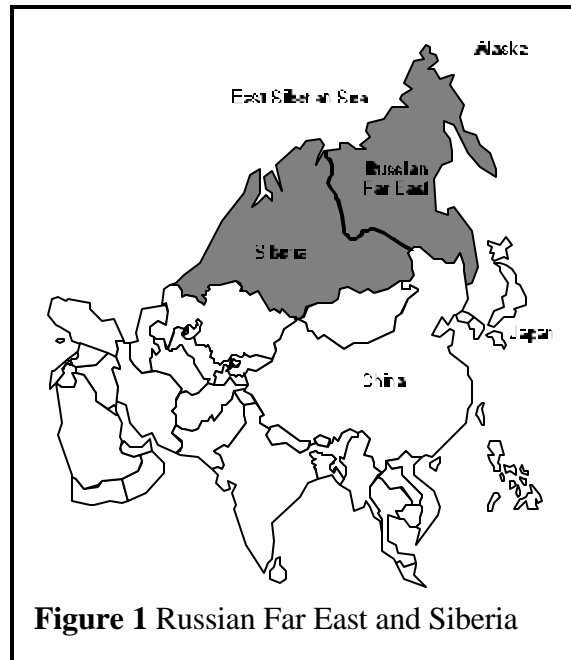 Alaska
East Siberian Sea
Russian
Far East
Siberia
Japan
China
Figure 1 Russian Far East and Siberia